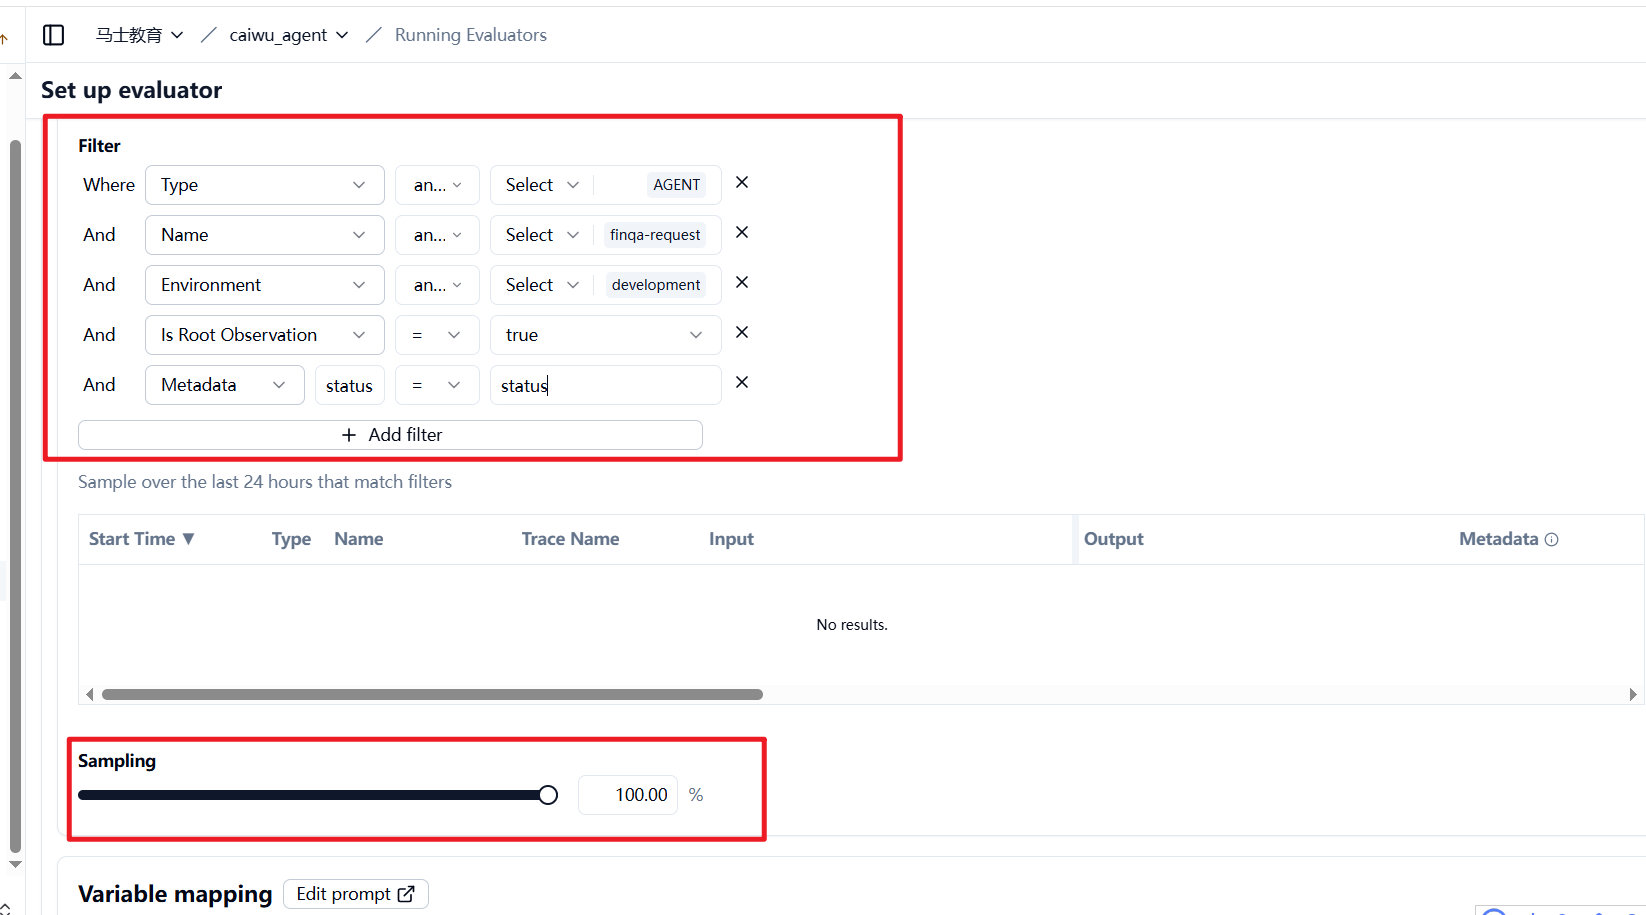 马士教育 / caiwu_agent / Running Evaluators
Set up evaluator
Filter
Where Type an... Select AGENT
And Name an... Select finqa-request
And Environment an... Select development
And Is Root Observation = true
And Metadata status = status
+ Add filter
Sample over the last 24 hours that match filters
Start Time ▼ Type Name Trace Name Input Output Metadata
No results.
Sampling
100.00 %
Variable mapping Edit prompt